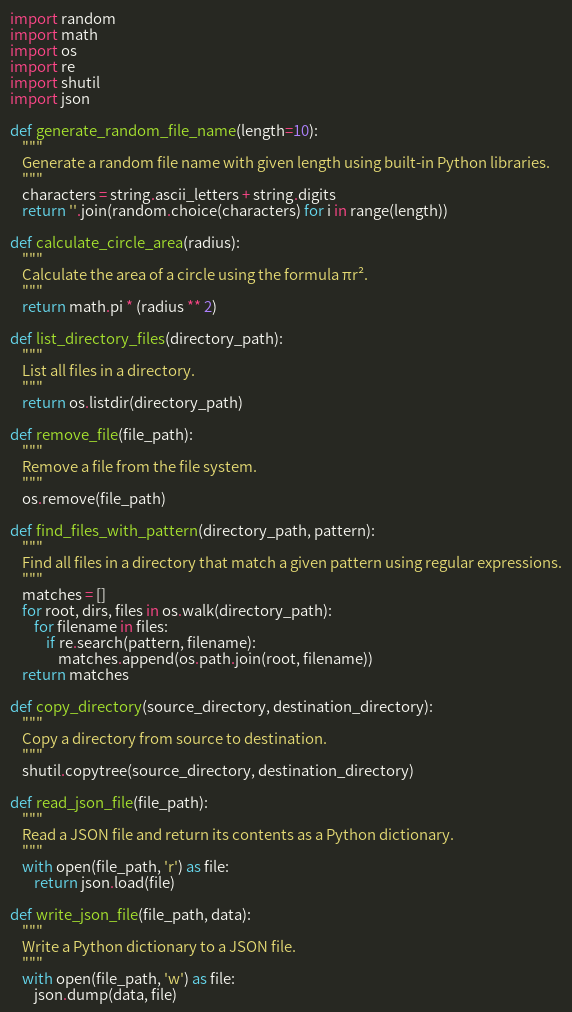 import random
import math
import os
import re
import shutil
import json

def generate_random_file_name(length=10):
    """
    Generate a random file name with given length using built-in Python libraries.
    """
    characters = string.ascii_letters + string.digits
    return ''.join(random.choice(characters) for i in range(length))

def calculate_circle_area(radius):
    """
    Calculate the area of a circle using the formula πr².
    """
    return math.pi * (radius ** 2)

def list_directory_files(directory_path):
    """
    List all files in a directory.
    """
    return os.listdir(directory_path)

def remove_file(file_path):
    """
    Remove a file from the file system.
    """
    os.remove(file_path)

def find_files_with_pattern(directory_path, pattern):
    """
    Find all files in a directory that match a given pattern using regular expressions.
    """
    matches = []
    for root, dirs, files in os.walk(directory_path):
        for filename in files:
            if re.search(pattern, filename):
                matches.append(os.path.join(root, filename))
    return matches

def copy_directory(source_directory, destination_directory):
    """
    Copy a directory from source to destination.
    """
    shutil.copytree(source_directory, destination_directory)

def read_json_file(file_path):
    """
    Read a JSON file and return its contents as a Python dictionary.
    """
    with open(file_path, 'r') as file:
        return json.load(file)

def write_json_file(file_path, data):
    """
    Write a Python dictionary to a JSON file.
    """
    with open(file_path, 'w') as file:
        json.dump(data, file)